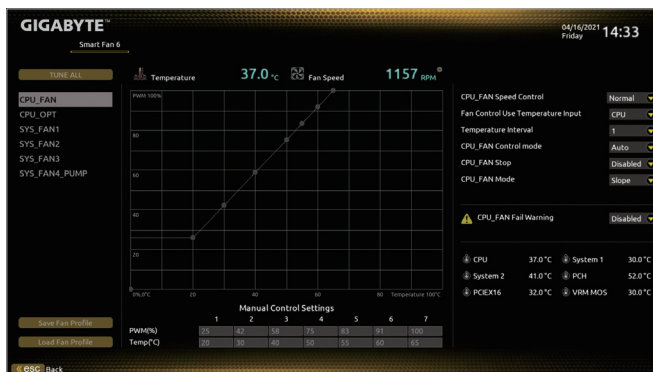 GIGABYTE™
04/16/2021 Friday 14:33
Smart Fan 6
TUNE ALL
Temperature 37.0 °C Fan Speed 1157 RPM
CPU_FAN
CPU_OPT
SYS_FAN1
SYS_FAN2
SYS_FAN3
SYS_FAN4_PUMP
PWM 100%
80
60
40
20
0%,0°C 20 40 60 80 Temperature 100°C
CPU_FAN Speed Control Normal
Fan Control Use Temperature Input CPU
Temperature Interval 1
CPU_FAN Control mode Auto
CPU_FAN Stop Disabled
CPU_FAN Mode Slope
CPU_FAN Fail Warning Disabled
CPU 37.0°C System 1 30.0°C
System 2 41.0°C PCH 52.0°C
PCIEX16 32.0°C VRM MOS 30.0°C
Manual Control Settings
1 2 3 4 5 6 7
PWM(%) 25 42 58 75 83 91 100
Temp(°C) 20 30 40 50 55 60 65
Save Fan Profile
Load Fan Profile
esc Back